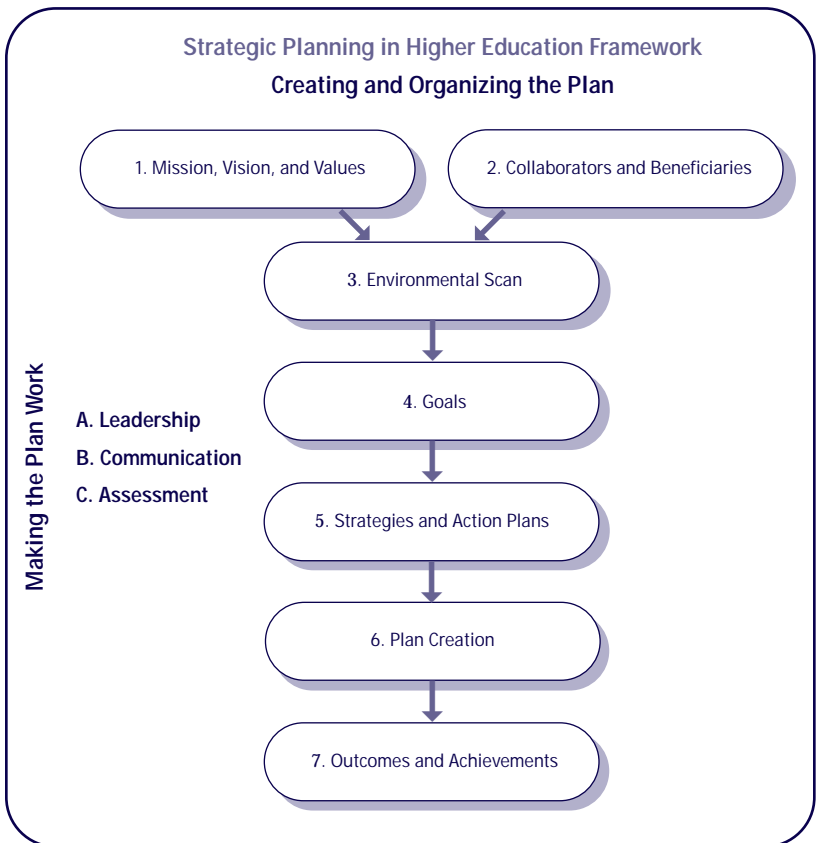 Strategic Planning in Higher Education Framework
Creating and Organizing the Plan
1. Mission, Vision, and Values
2. Collaborators and Beneficiaries
3. Environmental Scan
4. Goals
Making the Plan Work
A. Leadership
B. Communication
C. Assessment
5. Strategies and Action Plans
6. Plan Creation
7. Outcomes and Achievements